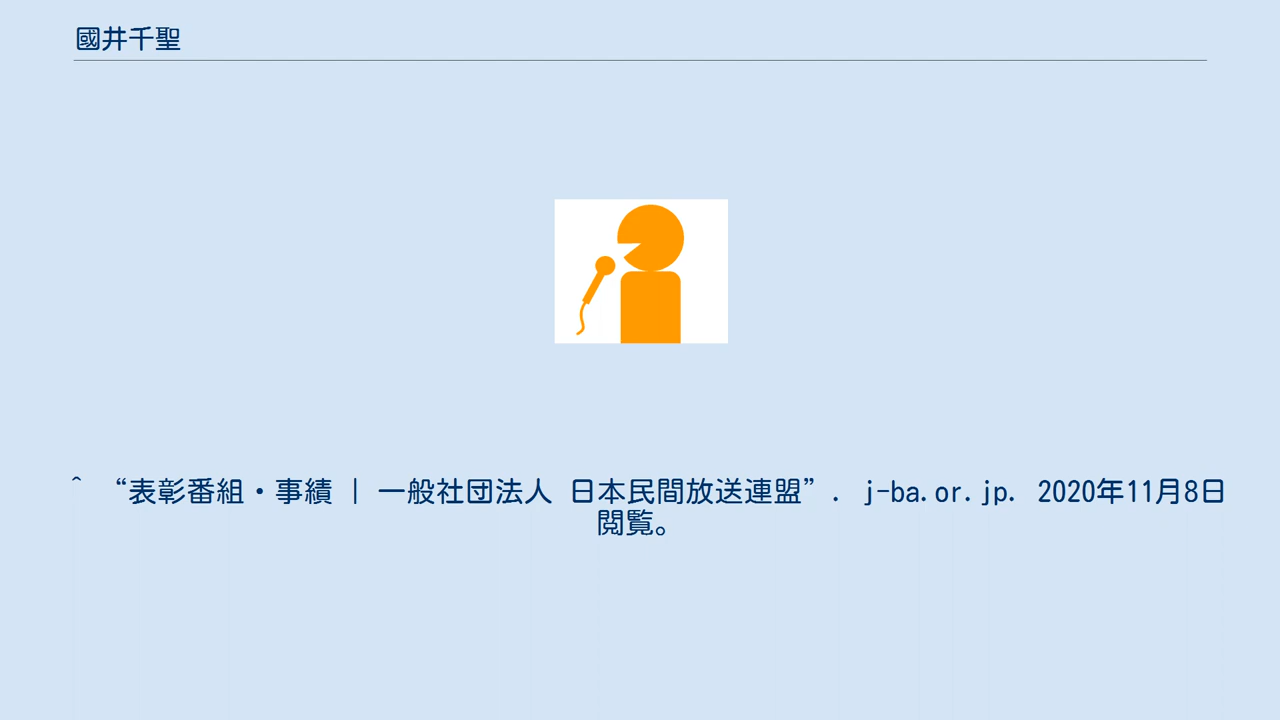 國井千聖
^ “表彰番組・事績 | 一般社団法人 日本民間放送連盟”. j-ba.or.jp. 2020年11月8日
閲覧。